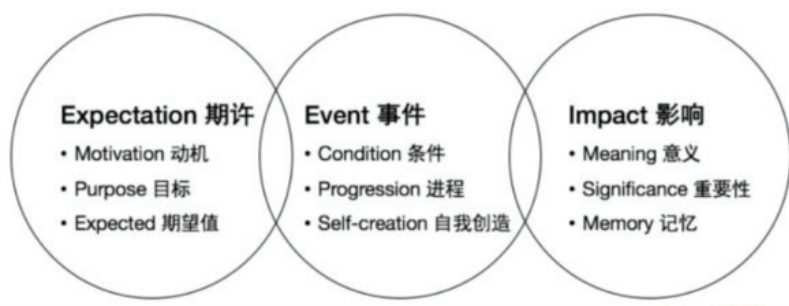 Expectation 期许
• Motivation 动机
• Purpose 目标
• Expected 期望值
Event 事件
• Condition 条件
• Progression 进程
• Self-creation 自我创造
Impact 影响
• Meaning 意义
• Significance 重要性
• Memory 记忆